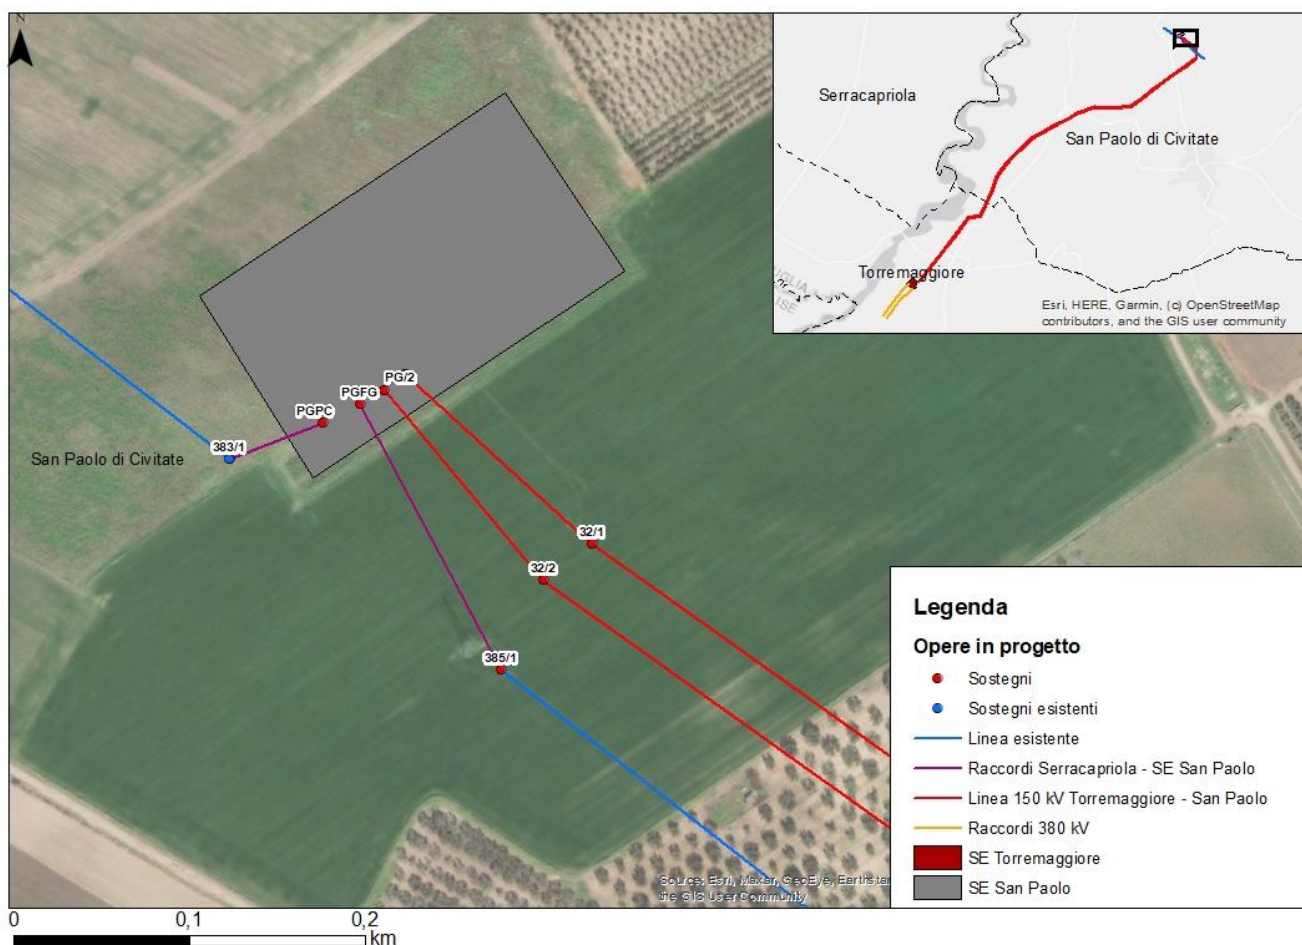 N
Serracapriola
San Paolo di Civitate
Torremaggiore
Esri, HERE, Garmin, (c) OpenStreetMap
contributors, and the GIS user community
PG/2
PGFG
PGPC
383/1
San Paolo di Civitate
32/1
32/2
385/1
Legenda
Opere in progetto
Sostegni
Sostegni esistenti
Linea esistente
Raccordi Serracapriola - SE San Paolo
Linea 150 kV Torremaggiore - San Paolo
Raccordi 380 kV
SE Torremaggiore
SE San Paolo
Source: Esri, Maxar, GeoEye, Earthstar
the GIS User Community
0 0,1 0,2
km